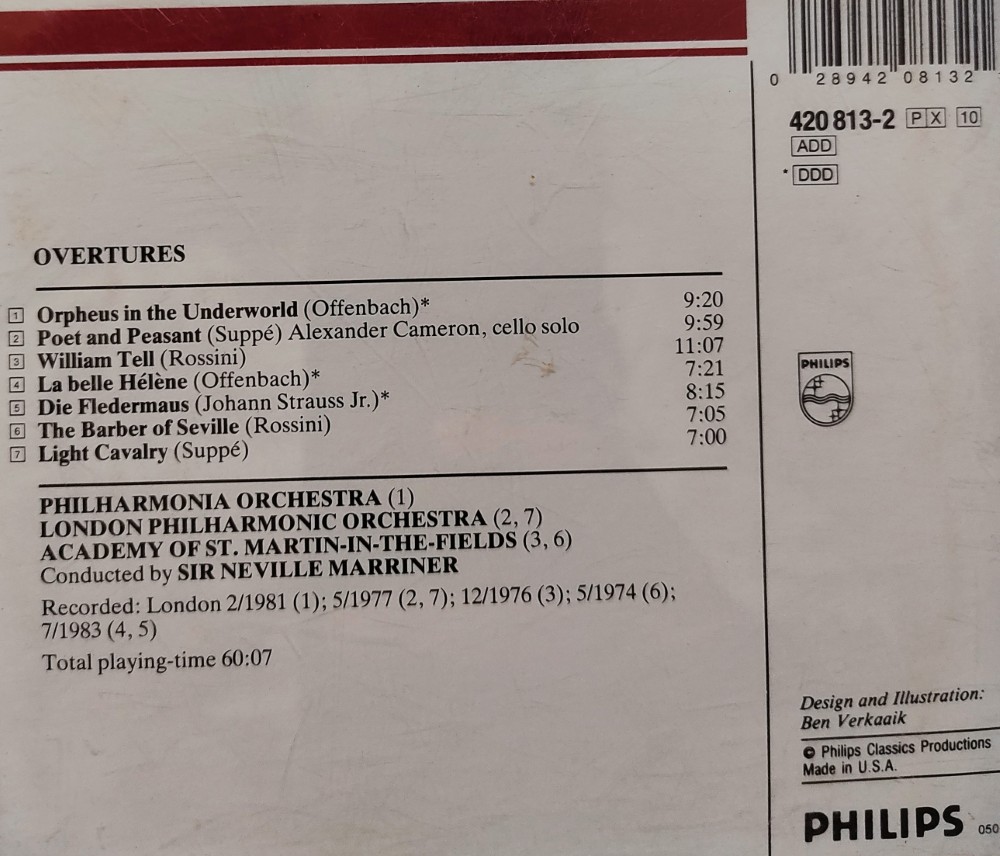 0 28942 08132
420 813-2 P X 10
ADD
* DDD
OVERTURES
1 Orpheus in the Underworld (Offenbach)* 9:20
2 Poet and Peasant (Suppé) Alexander Cameron, cello solo 9:59
3 William Tell (Rossini) 11:07
4 La belle Hélène (Offenbach)* 7:21
5 Die Fledermaus (Johann Strauss Jr.)* 8:15
6 The Barber of Seville (Rossini) 7:05
7 Light Cavalry (Suppé) 7:00
PHILHARMONIA ORCHESTRA (1)
LONDON PHILHARMONIC ORCHESTRA (2, 7)
ACADEMY OF ST. MARTIN-IN-THE-FIELDS (3, 6)
Conducted by SIR NEVILLE MARRINER
Recorded: London 2/1981 (1); 5/1977 (2, 7); 12/1976 (3); 5/1974 (6);
7/1983 (4, 5)
Total playing-time 60:07
PHILIPS
Design and Illustration:
Ben Verkaaik
℗ Philips Classics Productions
Made in U.S.A.
PHILIPS 050